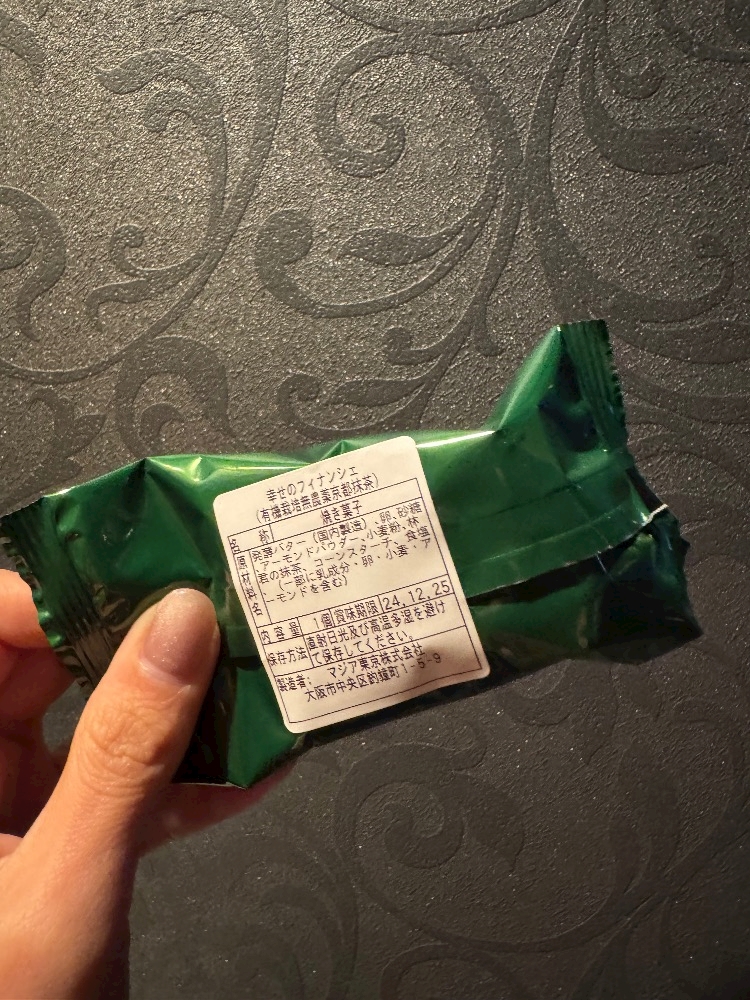 幸せのフィナンシェ
(有機栽培無農薬京都抹茶)
名　称 焼き菓子
原材料名 発酵バター(国内製造)、卵、砂糖
アーモンドパウダー、小麦粉、林
君の抹茶、コーンスターチ、食塩
(一部に乳成分・卵・小麦・ア
ーモンドを含む)
内容量 1個 賞味期限 24.12.25
保存方法 直射日光及び高温多湿を避け
て保存してください。
製造者: マジア東京株式会社
大阪市中央区釣鐘町1-5-9